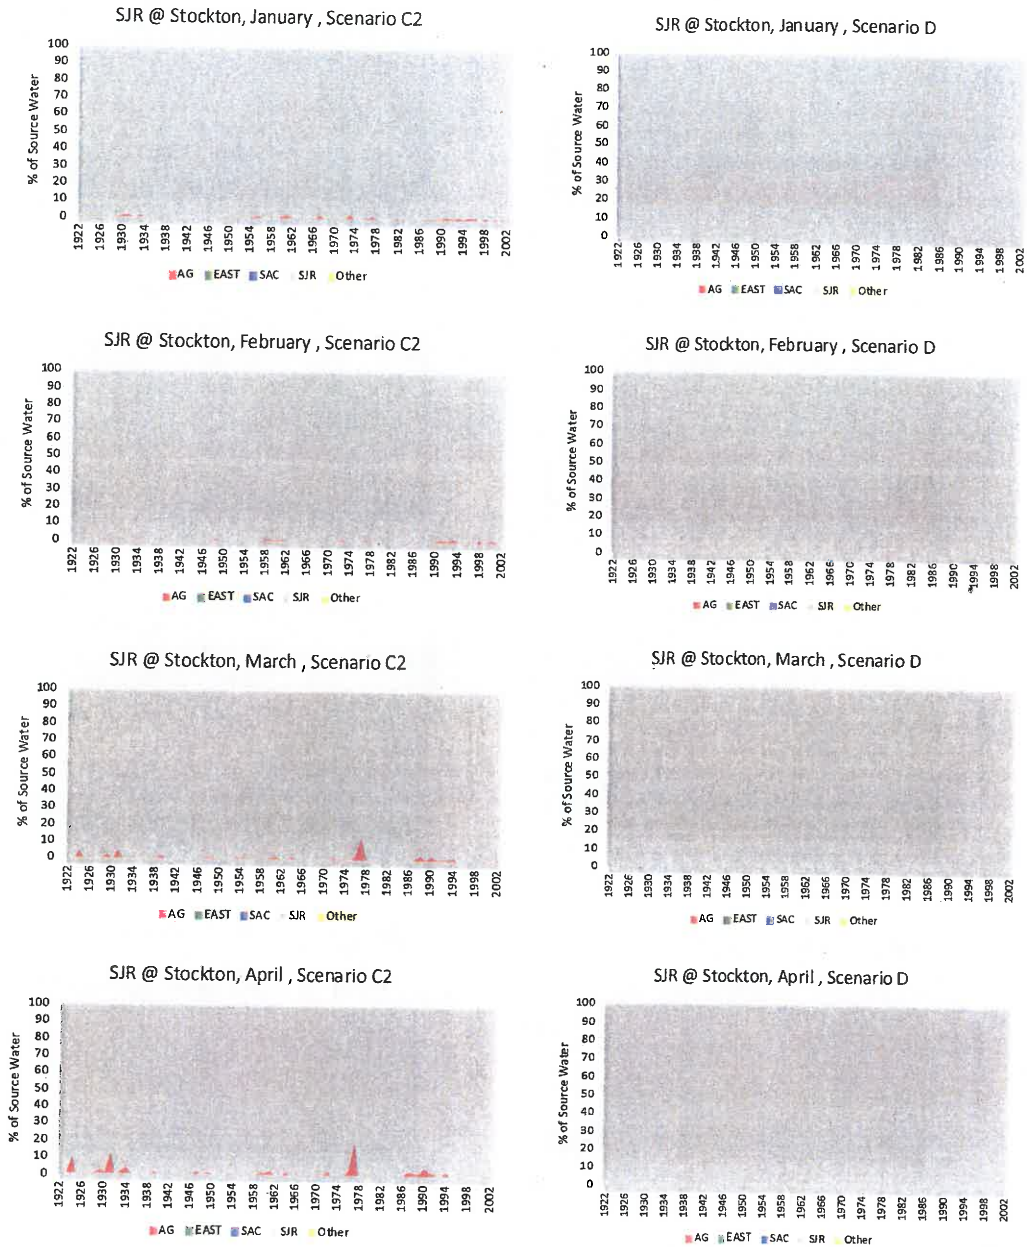 SJR @ Stockton, January , Scenario C2
% of Source Water
100
90
80
70
60
50
40
30
20
10
0
1922 1926 1930 1934 1938 1942 1946 1950 1954 1958 1962 1966 1970 1974 1978 1982 1986 1990 1994 1998 2002
AG EAST SAC SJR Other
SJR @ Stockton, January , Scenario D
% of Source Water
100
90
80
70
60
50
40
30
20
10
0
1922 1926 1930 1934 1938 1942 1946 1950 1954 1958 1962 1966 1970 1974 1978 1982 1986 1990 1994 1998 2002
AG EAST SAC SJR Other
SJR @ Stockton, February , Scenario C2
% of Source Water
100
90
80
70
60
50
40
30
20
10
0
1922 1926 1930 1934 1938 1942 1946 1950 1954 1958 1962 1966 1970 1974 1978 1982 1986 1990 1994 1998 2002
AG EAST SAC SJR Other
SJR @ Stockton, February , Scenario D
% of Source Water
100
90
80
70
60
50
40
30
20
10
0
1922 1926 1930 1934 1938 1942 1946 1950 1954 1958 1962 1966 1970 1974 1978 1982 1986 1990 1994 1998 2002
AG EAST SAC SJR Other
SJR @ Stockton, March , Scenario C2
% of Source Water
100
90
80
70
60
50
40
30
20
10
0
1922 1926 1930 1934 1938 1942 1946 1950 1954 1958 1962 1966 1970 1974 1978 1982 1986 1990 1994 1998 2002
AG EAST SAC SJR Other
SJR @ Stockton, March , Scenario D
% of Source Water
100
90
80
70
60
50
40
30
20
10
0
1922 1926 1930 1934 1938 1942 1946 1950 1954 1958 1962 1966 1970 1974 1978 1982 1986 1990 1994 1998 2002
AG EAST SAC SJR Other
SJR @ Stockton, April , Scenario C2
% of Source Water
100
90
80
70
60
50
40
30
20
10
0
1922 1926 1930 1934 1938 1942 1946 1950 1954 1958 1962 1966 1970 1974 1978 1982 1986 1990 1994 1998 2002
AG EAST SAC SJR Other
SJR @ Stockton, April , Scenario D
% of Source Water
100
90
80
70
60
50
40
30
20
10
0
1922 1926 1930 1934 1938 1942 1946 1950 1954 1958 1962 1966 1970 1974 1978 1982 1986 1990 1994 1998 2002
AG EAST SAC SJR Other